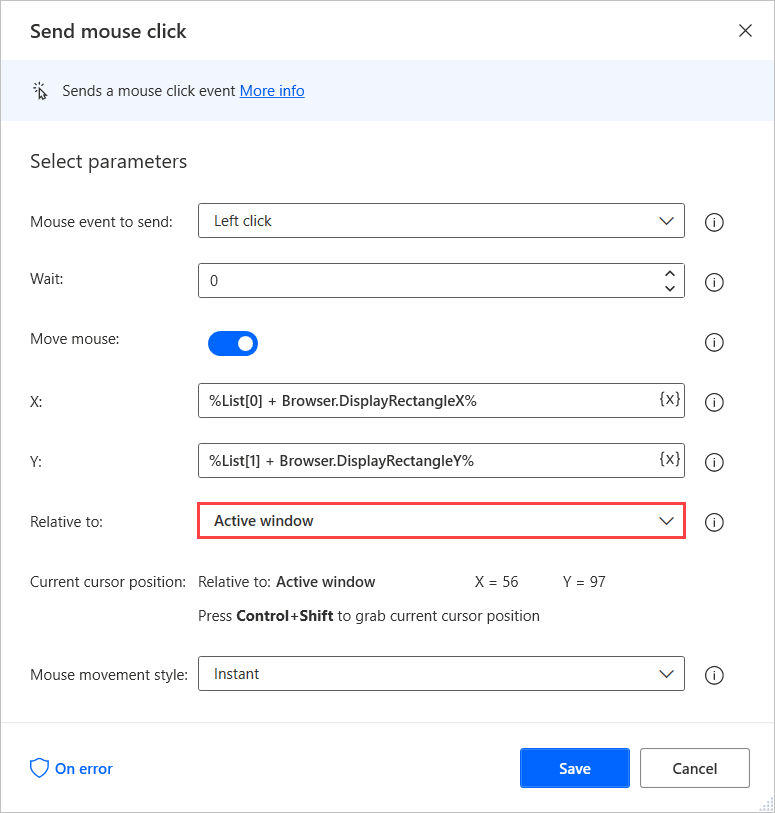 Send mouse click
Sends a mouse click event More info
Select parameters
Mouse event to send: Left click
Wait: 0
Move mouse:
X: %List[0] + Browser.DisplayRectangleX% {x}
Y: %List[1] + Browser.DisplayRectangleY% {x}
Relative to: Active window
Current cursor position: Relative to: Active window X = 56 Y = 97
Press Control+Shift to grab current cursor position
Mouse movement style: Instant
On error Save Cancel